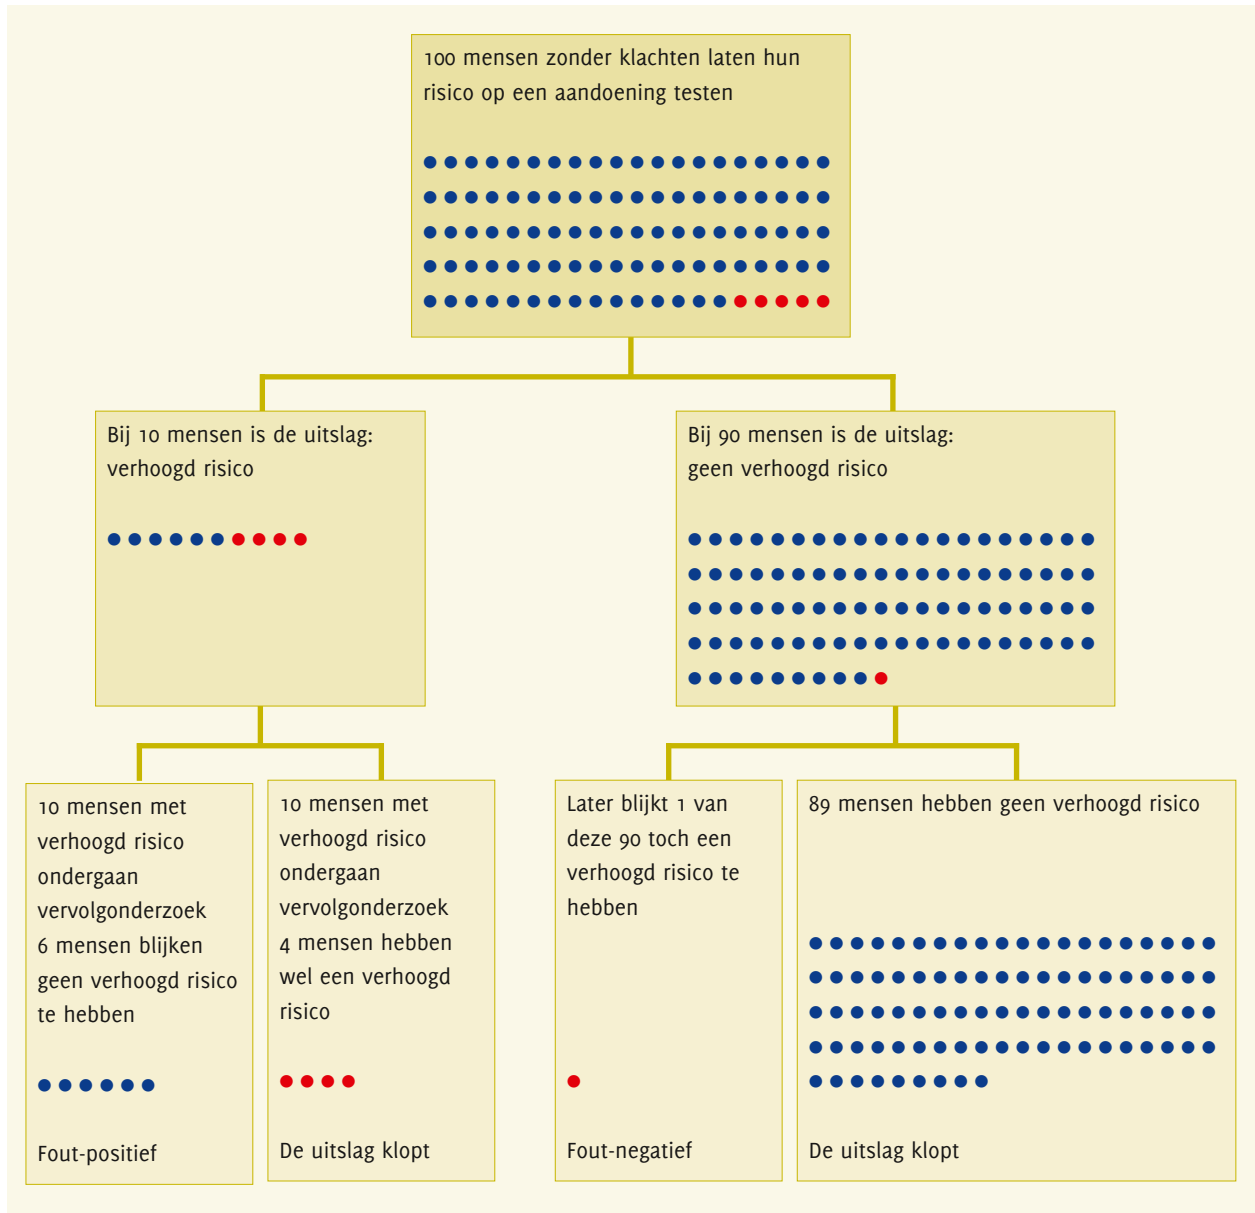 100 mensen zonder klachten laten hun
risico op een aandoening testen
Bij 10 mensen is de uitslag:
verhoogd risico
Bij 90 mensen is de uitslag:
geen verhoogd risico
10 mensen met
verhoogd risico
ondergaan
vervolgonderzoek
6 mensen blijken
geen verhoogd risico
te hebben
Fout-positief
10 mensen met
verhoogd risico
ondergaan
vervolgonderzoek
4 mensen hebben
wel een verhoogd
risico
De uitslag klopt
Later blijkt 1 van
deze 90 toch een
verhoogd risico te
hebben
Fout-negatief
89 mensen hebben geen verhoogd risico
De uitslag klopt